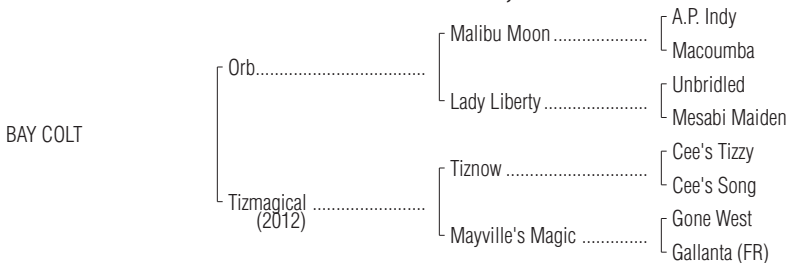 BAY COLT
Orb..................................
Tizmagical ......................
(2012)
Malibu Moon ...................
Lady Liberty.....................
Tiznow ............................
Mayville's Magic .............
A.P. Indy
Macoumba
Unbridled
Mesabi Maiden
Cee's Tizzy
Cee's Song
Gone West
Gallanta (FR)